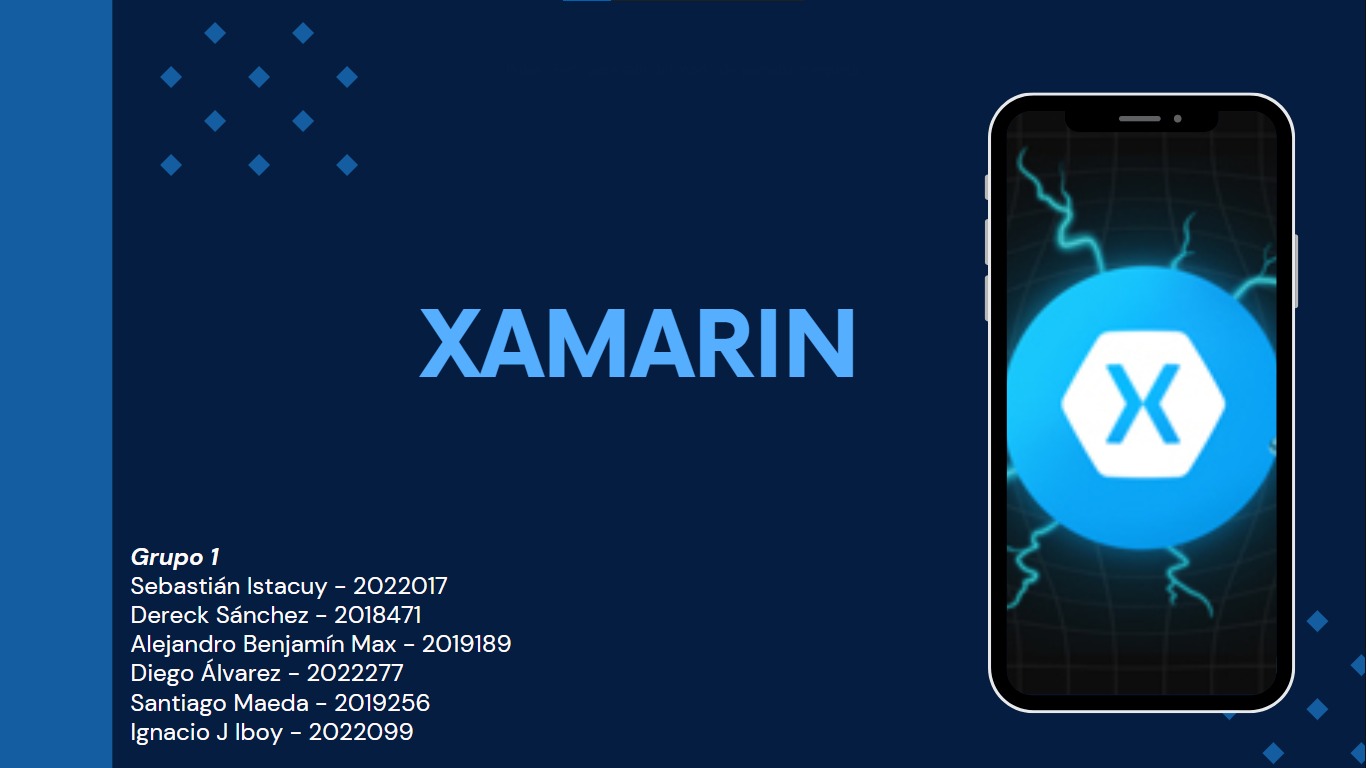 XAMARIN
Grupo 1
Sebastián Istacuy – 2022017
Dereck Sánchez – 2018471
Alejandro Benjamín Max – 2019189
Diego Álvarez – 2022277
Santiago Maeda – 2019256
Ignacio J Iboy – 2022099
X